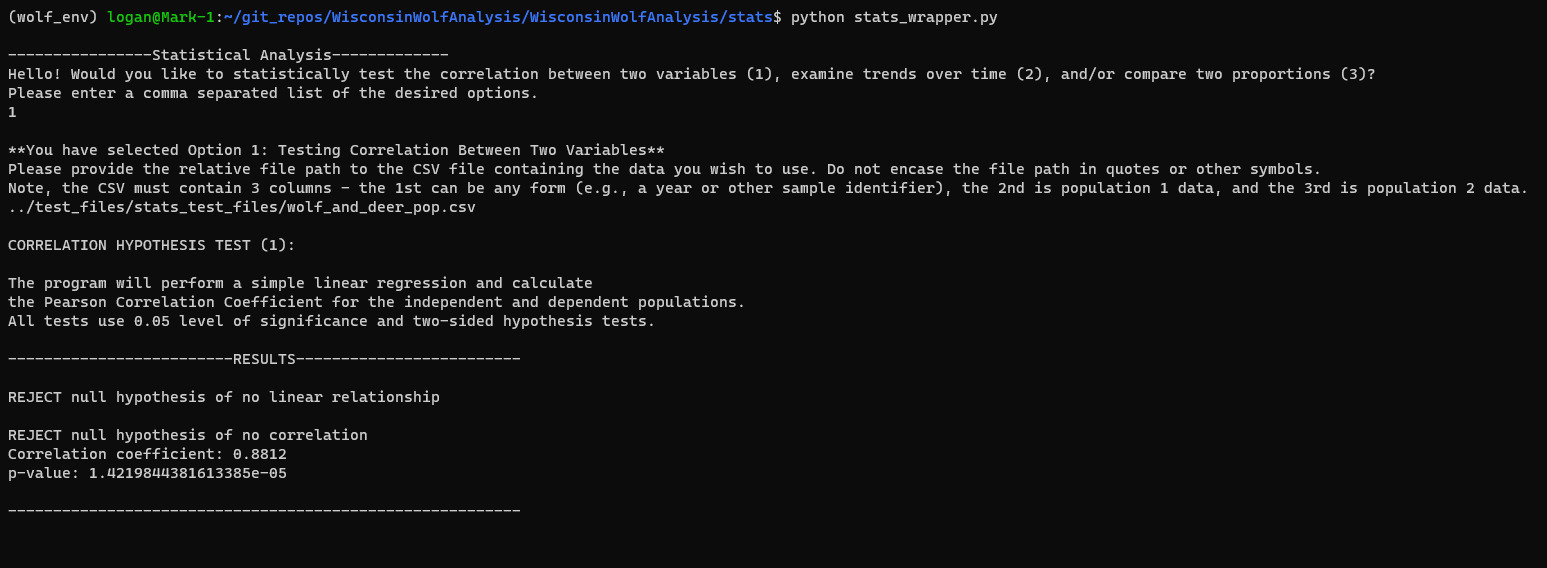 (wolf_env) logan@Mark-1:~/git_repos/WisconsinWolfAnalysis/WisconsinWolfAnalysis/stats$ python stats_wrapper.py
----------------Statistical Analysis-------------
Hello! Would you like to statistically test the correlation between two variables (1), examine trends over time (2), and/or compare two proportions (3)?
Please enter a comma separated list of the desired options.
1
**You have selected Option 1: Testing Correlation Between Two Variables**
Please provide the relative file path to the CSV file containing the data you wish to use. Do not encase the file path in quotes or other symbols.
Note, the CSV must contain 3 columns - the 1st can be any form (e.g., a year or other sample identifier), the 2nd is population 1 data, and the 3rd is population 2 data.
../test_files/stats_test_files/wolf_and_deer_pop.csv
CORRELATION HYPOTHESIS TEST (1):
The program will perform a simple linear regression and calculate
the Pearson Correlation Coefficient for the independent and dependent populations.
All tests use 0.05 level of significance and two-sided hypothesis tests.
-------------------------RESULTS-------------------------
REJECT null hypothesis of no linear relationship
REJECT null hypothesis of no correlation
Correlation coefficient: 0.8812
p-value: 1.4219844381613385e-05
---------------------------------------------------------